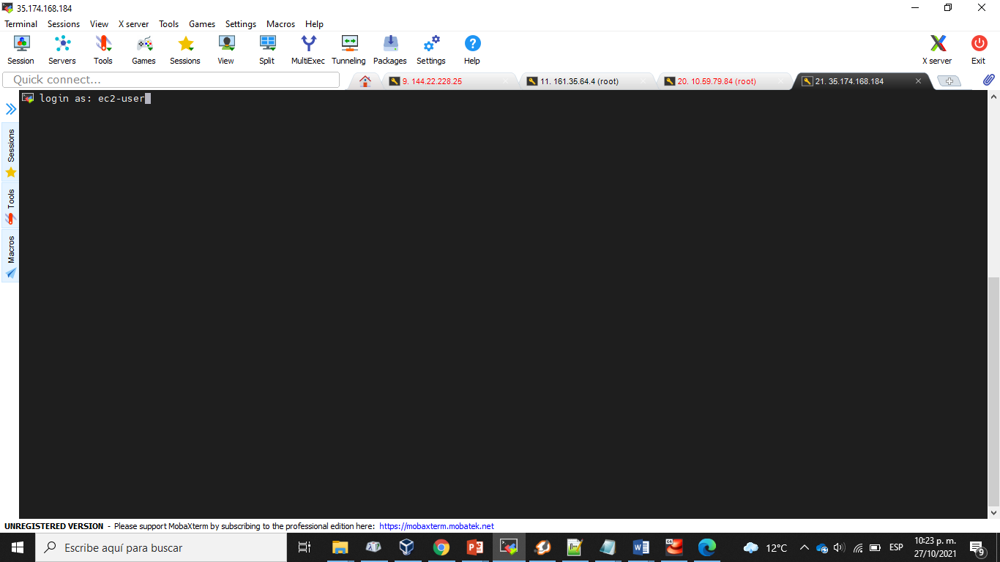 35.174.168.184
Terminal Sessions View X server Tools Games Settings Macros Help
Session Servers Tools Games Sessions View Split MultiExec Tunneling Packages Settings Help X server Exit
Quick connect... 9. 144.22.228.25 11. 161.35.64.4 (root) 20. 10.59.79.84 (root) 21. 35.174.168.184
login as: ec2-user
Sessions
Tools
Macros
UNREGISTERED VERSION - Please support MobaXterm by subscribing to the professional edition here: https://mobaxterm.mobatek.net
Escribe aquí para buscar 12°C ESP 10:23 p. m.
27/10/2021 9